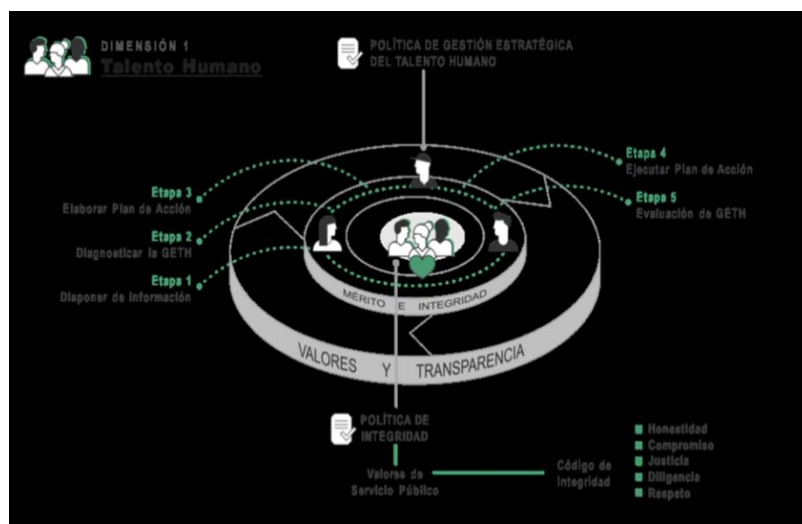 DIMENSIÓN 1
Talento Humano
POLÍTICA DE GESTIÓN ESTRATÉGICA
DEL TALENTO HUMANO
Etapa 4
Ejecutar Plan de Acción
Etapa 3
Elaborar Plan de Acción
Etapa 5
Evaluación de GETH
Etapa 2
Diagnosticar la GETH
Etapa 1
Disponer de Información
MÉRITO E INTEGRIDAD
VALORES Y TRANSPARENCIA
POLÍTICA DE
INTEGRIDAD
Valores de
Servicio Público
Código de
Integridad
Honestidad
Compromiso
Justicia
Diligencia
Respeto